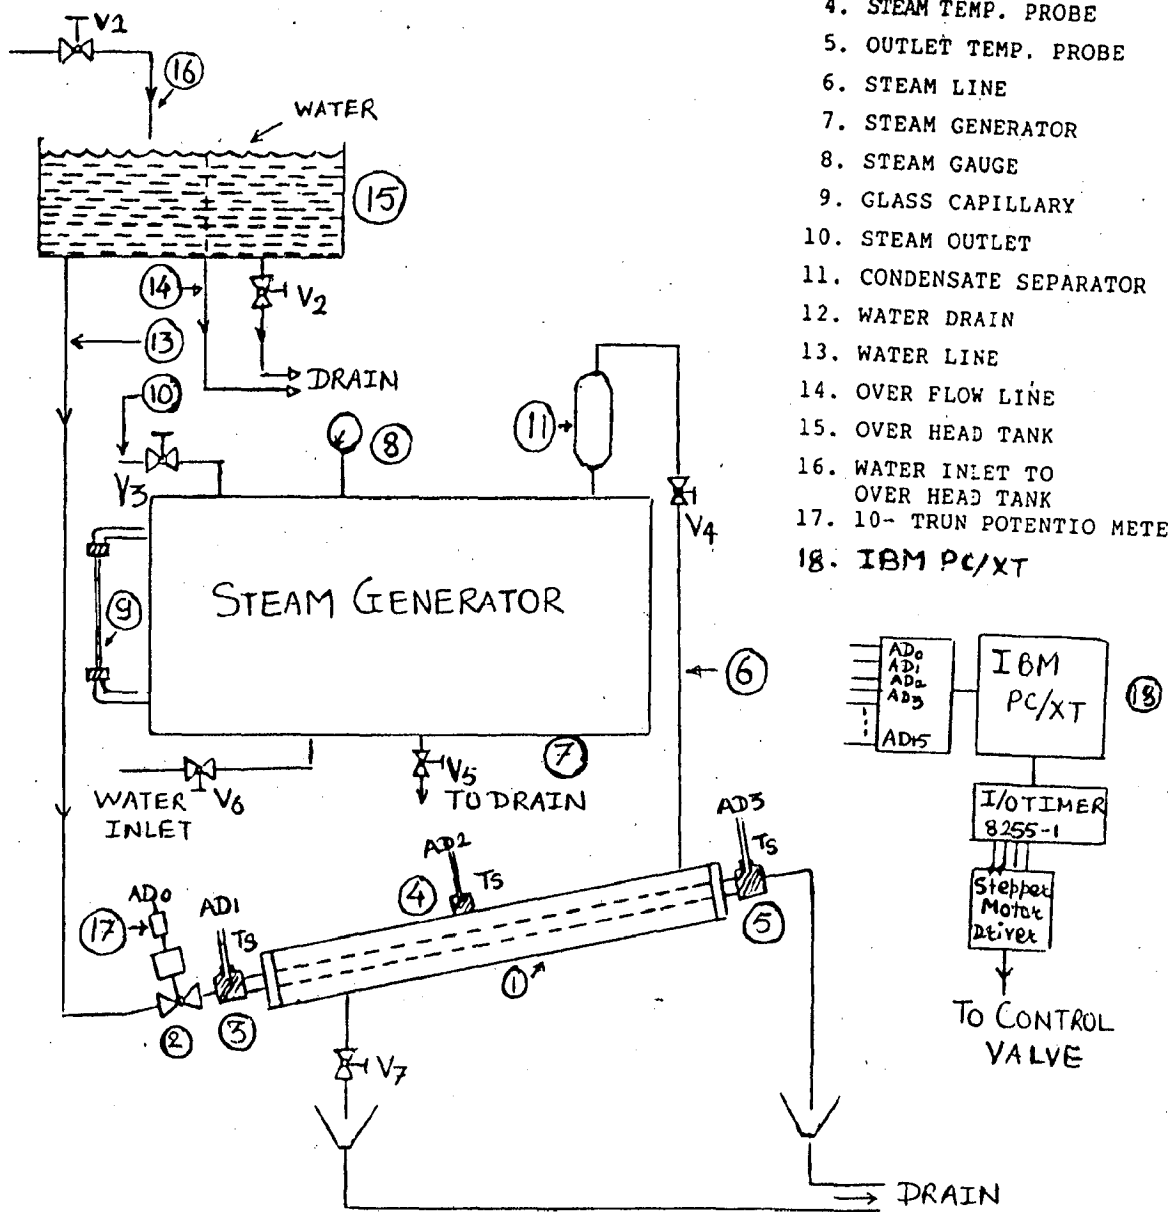 V1
16
WATER
15
14
V2
13
DRAIN
10
V3
8
11
V4
9
STEAM GENERATOR
6
7
V6
V5
WATER
INLET
TO DRAIN
4. STEAM TEMP. PROBE
5. OUTLET TEMP. PROBE
6. STEAM LINE
7. STEAM GENERATOR
8. STEAM GAUGE
9. GLASS CAPILLARY
10. STEAM OUTLET
11. CONDENSATE SEPARATOR
12. WATER DRAIN
13. WATER LINE
14. OVER FLOW LINE
15. OVER HEAD TANK
16. WATER INLET TO
OVER HEAD TANK
17. 10- TRUN POTENTIO METE
18. IBM PC/XT
AD0
AD1
AD2
AD3
AD15
IBM
PC/XT
18
I/O TIMER
8255-1
Stepper
Motor
Driver
TO CONTROL
VALVE
AD0
17
AD1
TS
AD2
TS
4
AD3
TS
5
1
2
3
V7
DRAIN